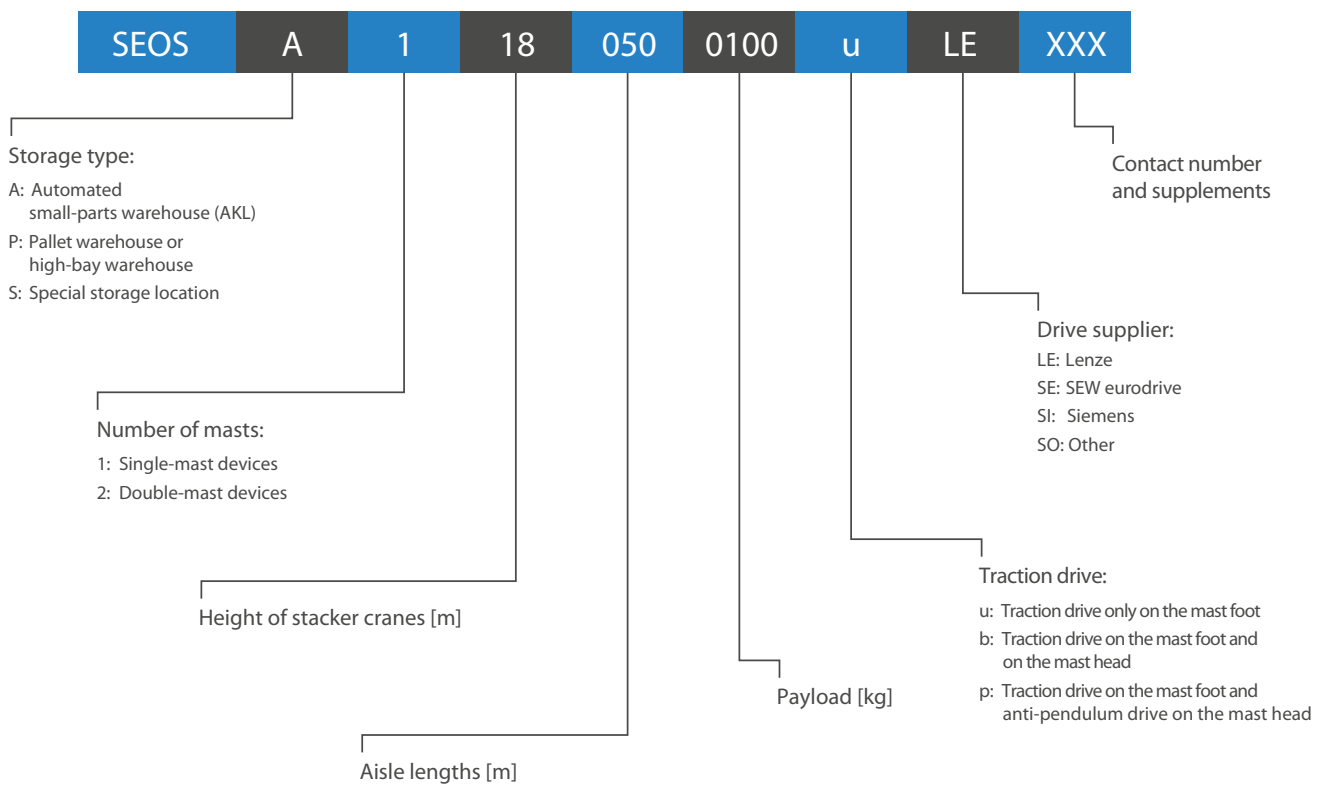 SEOS A 1 18 050 0100 u LE XXX
Storage type:
A: Automated
small-parts warehouse (AKL)
P: Pallet warehouse or
high-bay warehouse
S: Special storage location
Contact number
and supplements
Drive supplier:
LE: Lenze
SE: SEW eurodrive
SI: Siemens
SO: Other
Number of masts:
1: Single-mast devices
2: Double-mast devices
Traction drive:
u: Traction drive only on the mast foot
b: Traction drive on the mast foot and
on the mast head
p: Traction drive on the mast foot and
anti-pendulum drive on the mast head
Height of stacker cranes [m]
Payload [kg]
Aisle lengths [m]